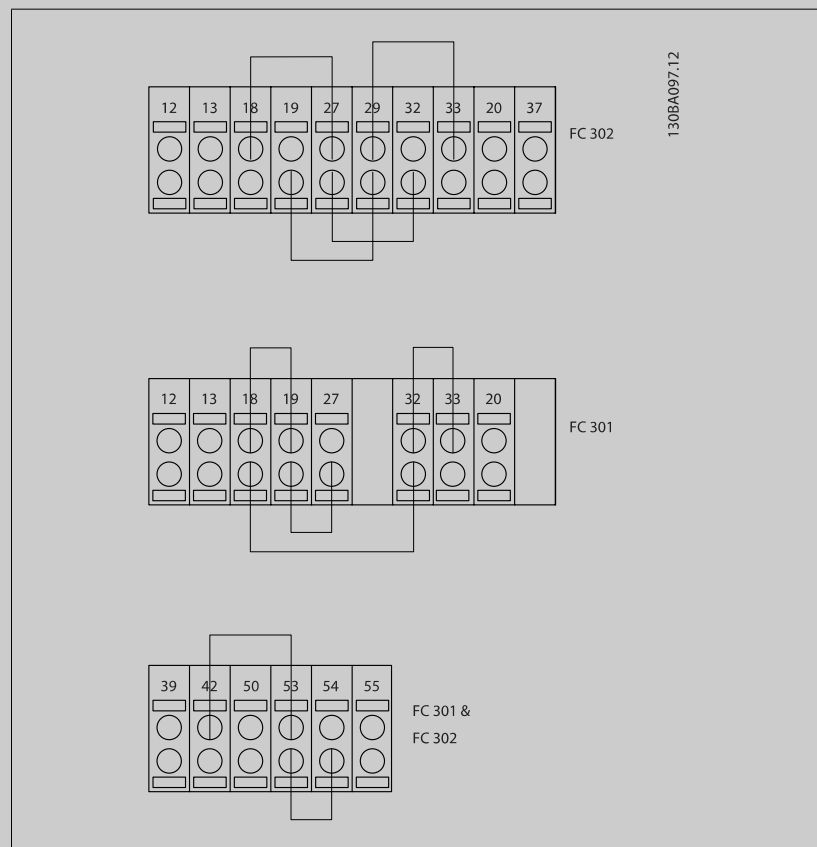 130BA097.12
12 13 18 19 27 29 32 33 20 37
FC 302
12 13 18 19 27 32 33 20
FC 301
39 42 50 53 54 55
FC 301 &
FC 302